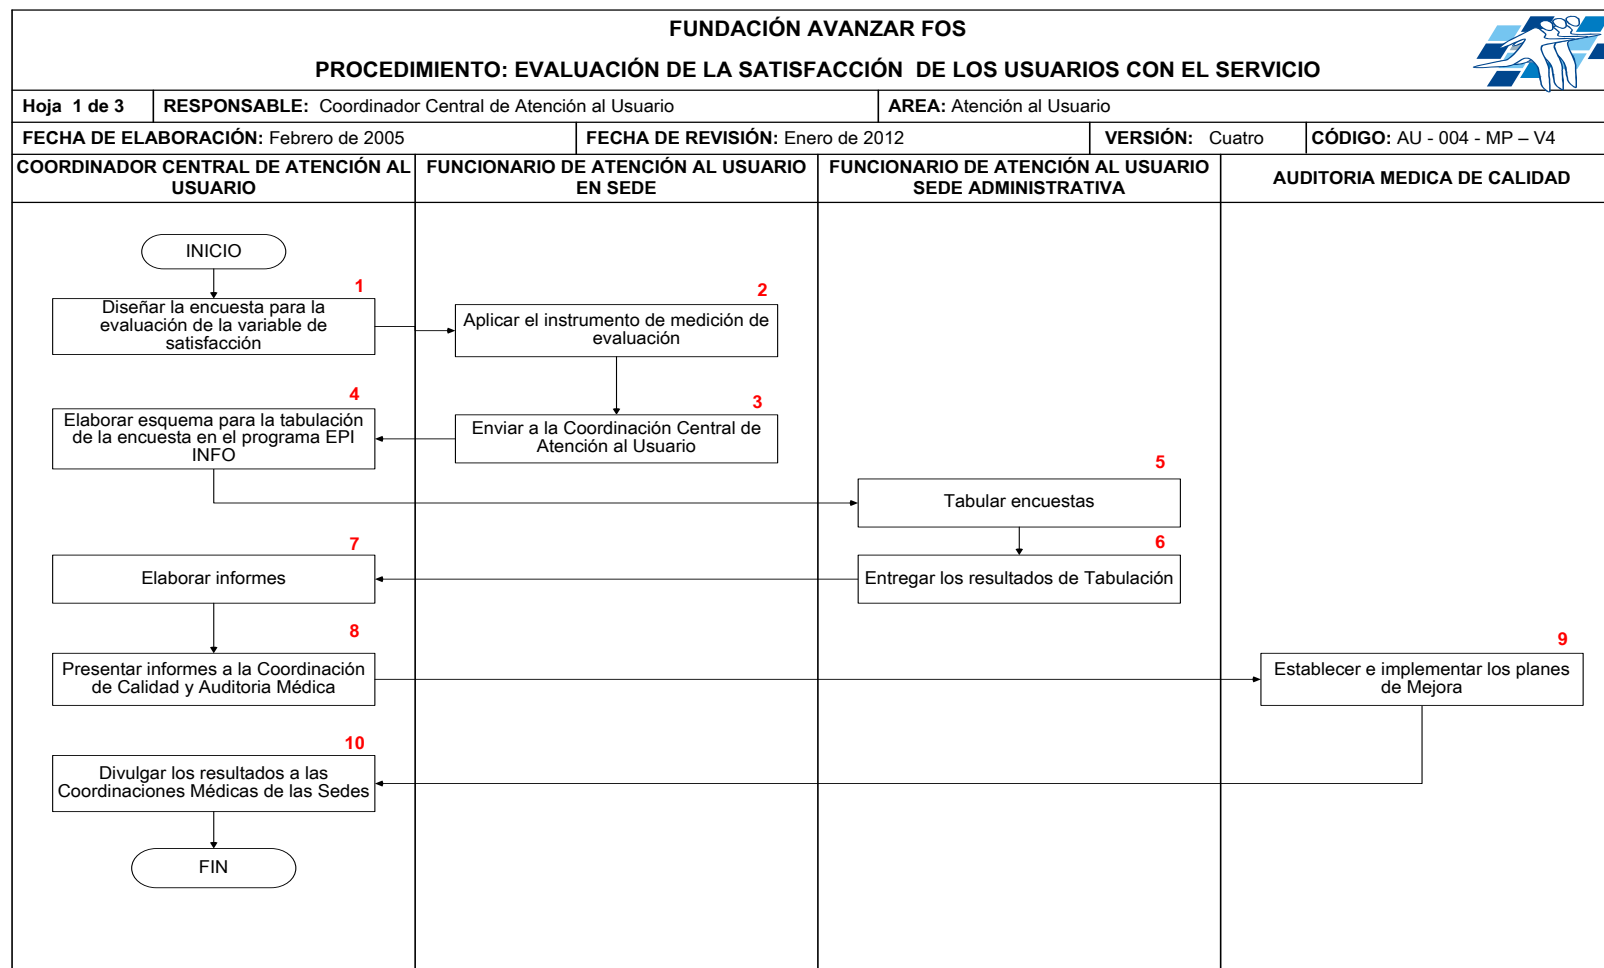 FUNDACIÓN AVANZAR FOS
PROCEDIMIENTO: EVALUACIÓN DE LA SATISFACCIÓN  DE LOS USUARIOS CON EL SERVICIO
Hoja  1 de 3
RESPONSABLE:  Coordinador Central de Atención al Usuario
AREA: Atención al Usuario
FECHA DE ELABORACIÓN: Febrero de 2005
FECHA DE REVISIÓN: Enero de 2012
VERSIÓN:  Cuatro
CÓDIGO: AU - 004 - MP – V4
COORDINADOR CENTRAL DE ATENCIÓN AL
USUARIO
FUNCIONARIO DE ATENCIÓN AL USUARIO
EN SEDE
FUNCIONARIO DE ATENCIÓN AL USUARIO
SEDE ADMINISTRATIVA
AUDITORIA MEDICA DE CALIDAD
INICIO
1
Diseñar la encuesta para la
evaluación de la variable de
satisfacción
2
Aplicar el instrumento de medición de
evaluación
3
Enviar a la Coordinación Central de
Atención al Usuario
4
Elaborar esquema para la tabulación
de la encuesta en el programa EPI
INFO
5
Tabular encuestas
6
Entregar los resultados de Tabulación
7
Elaborar informes
8
Presentar informes a la Coordinación
de Calidad y Auditoria Médica
9
Establecer e implementar los planes
de Mejora
10
Divulgar los resultados a las
Coordinaciones Médicas de las Sedes
FIN